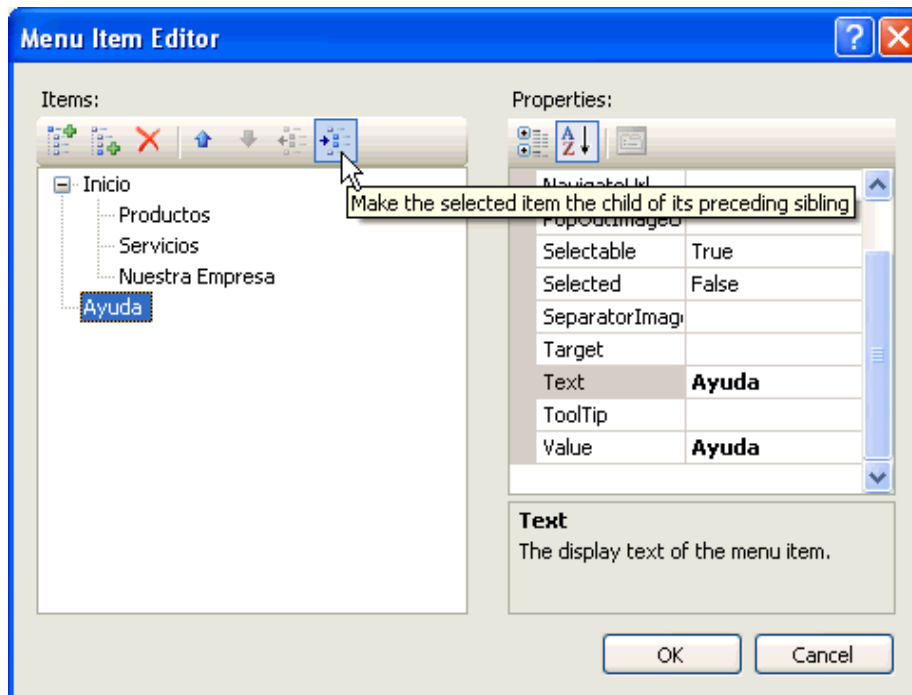 Menu Item Editor
Items:
Inicio
Productos
Servicios
Nuestra Empresa
Ayuda
Make the selected item the child of its preceding sibling
Properties:
Selectable True
Selected False
SeparatorImag
Target
Text Ayuda
ToolTip
Value Ayuda
Text
The display text of the menu item.
OK Cancel